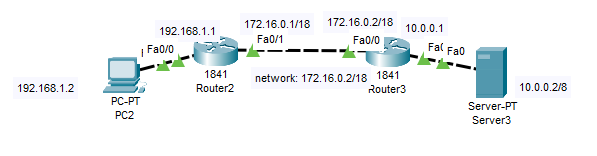 192.168.1.2
PC-PT
PC2
192.168.1.1
Fa0/0
1841
Router2
172.16.0.1/18
Fa0/1
network: 172.16.0.2/18
172.16.0.2/18
Fa0/0
1841
Router3
10.0.0.1
Fa0
Server-PT
Server3
10.0.0.2/8